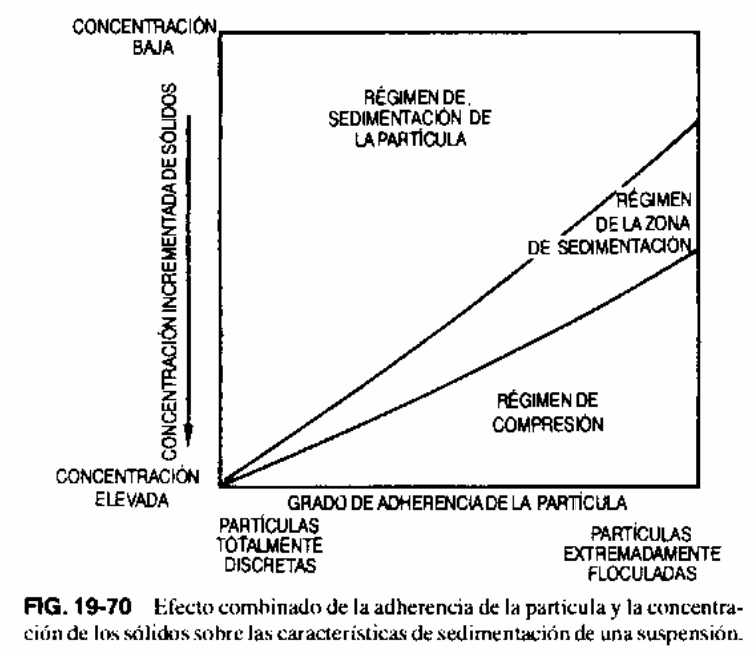 CONCENTRACIÓN
BAJA
CONCENTRACIÓN INCREMENTADA DE SÓLIDOS
RÉGIMEN DE
SEDIMENTACIÓN DE
LA PARTÍCULA
RÉGIMEN
DE LA ZONA
DE SEDIMENTACIÓN
RÉGIMEN DE
COMPRESIÓN
CONCENTRACIÓN
ELEVADA
GRADO DE ADHERENCIA DE LA PARTÍCULA
PARTÍCULAS
TOTALMENTE
DISCRETAS
PARTÍCULAS
EXTREMADAMENTE
FLOCULADAS
FIG. 19-70 Efecto combinado de la adherencia de la partícula y la concentra-
ción de los sólidos sobre las características de sedimentación de una suspensión.